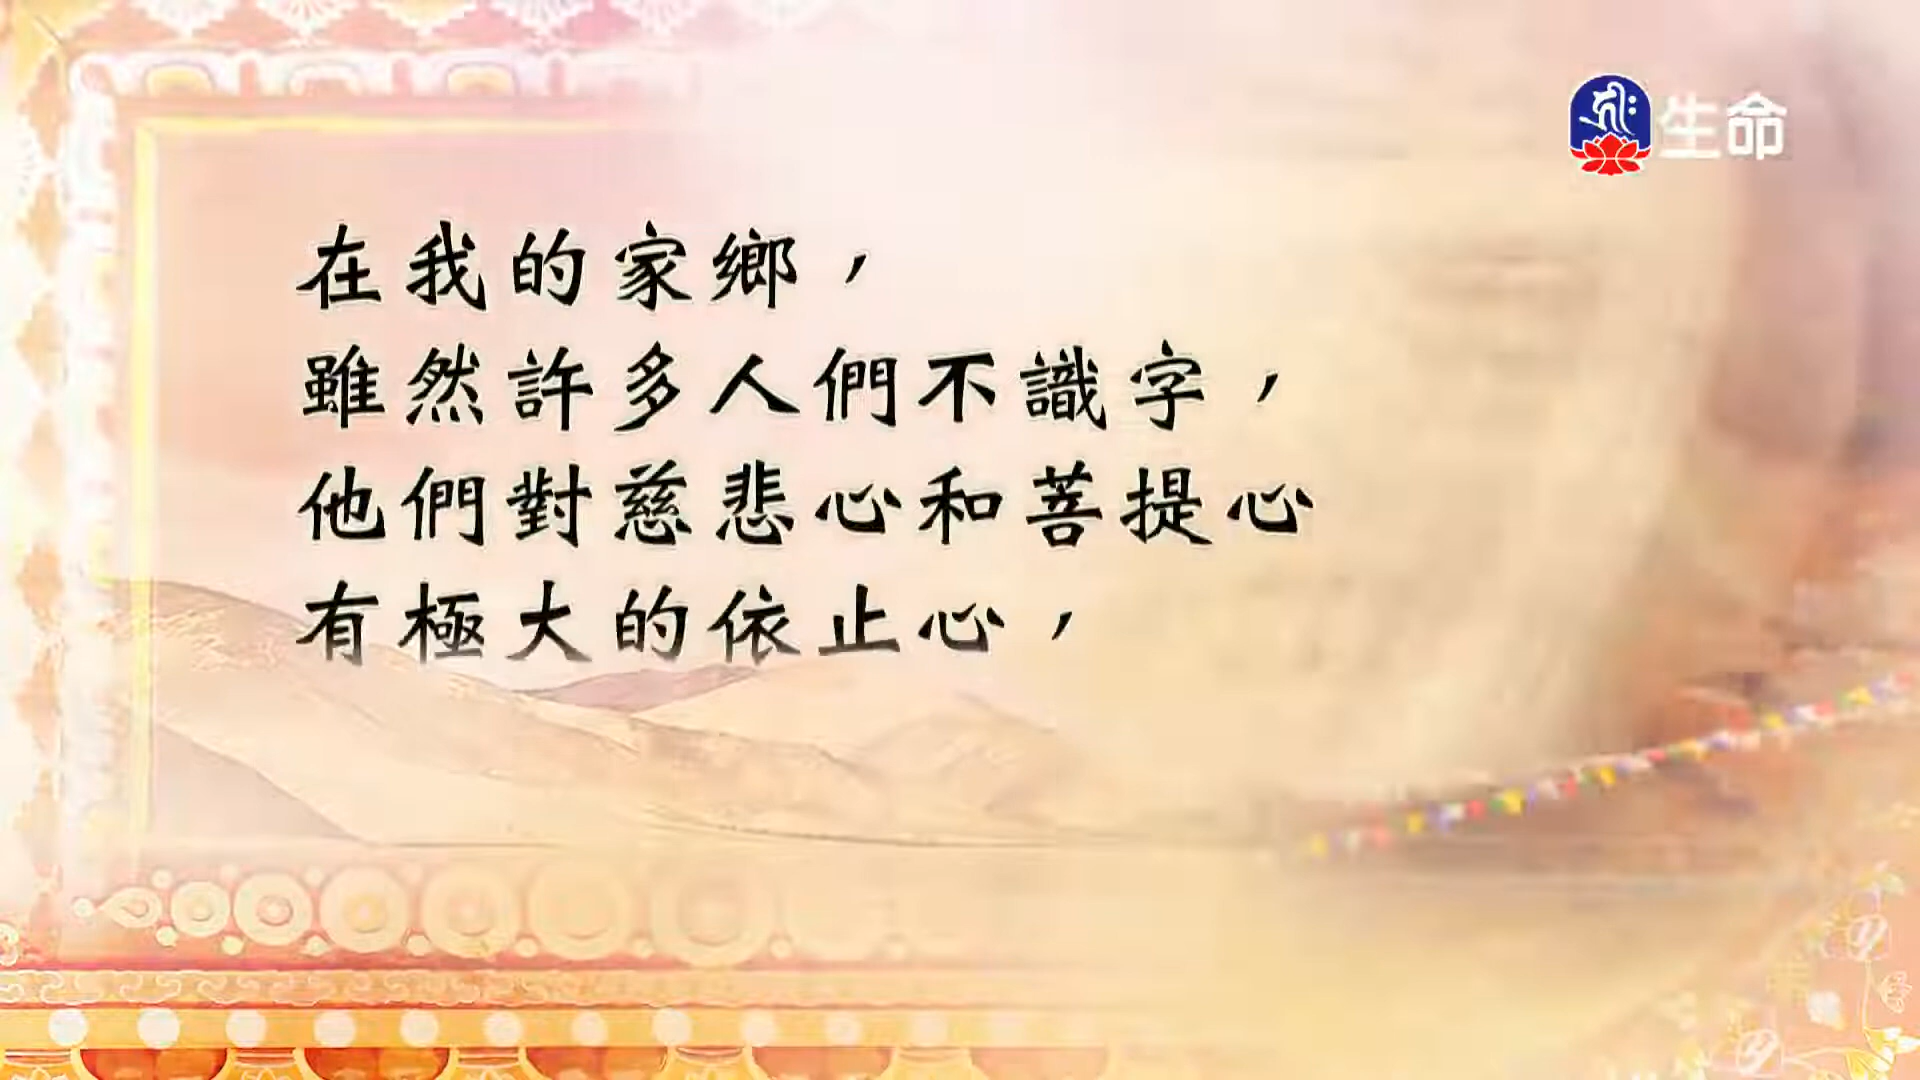 生命
在我的家鄉，
雖然許多人們不識字，
他們對慈悲心和菩提心
有極大的依止心，